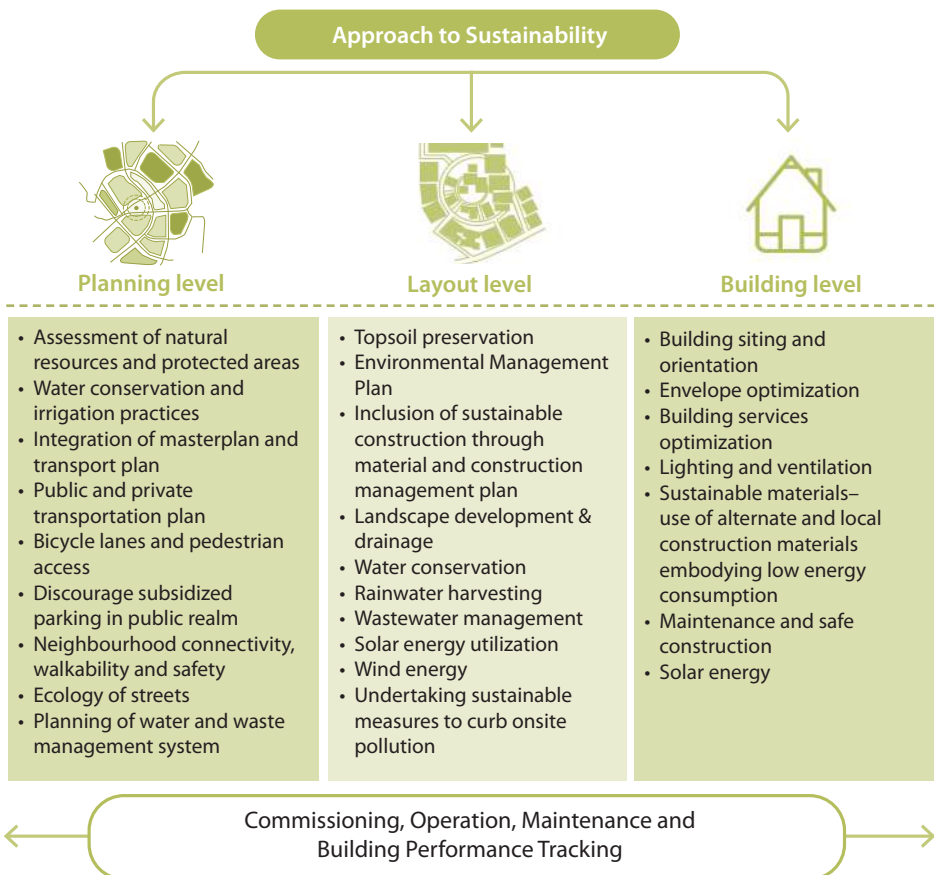 Approach to Sustainability
Planning level
Layout level
Building level
• Assessment of natural
resources and protected areas
• Water conservation and
irrigation practices
• Integration of masterplan and
transport plan
• Public and private
transportation plan
• Bicycle lanes and pedestrian
access
• Discourage subsidized
parking in public realm
• Neighbourhood connectivity,
walkability and safety
• Ecology of streets
• Planning of water and waste
management system
• Topsoil preservation
• Environmental Management
Plan
• Inclusion of sustainable
construction through
material and construction
management plan
• Landscape development &
drainage
• Water conservation
• Rainwater harvesting
• Wastewater management
• Solar energy utilization
• Wind energy
• Undertaking sustainable
measures to curb onsite
pollution
• Building siting and
orientation
• Envelope optimization
• Building services
optimization
• Lighting and ventilation
• Sustainable materials–
use of alternate and local
construction materials
embodying low energy
consumption
• Maintenance and safe
construction
• Solar energy
Commissioning, Operation, Maintenance and
Building Performance Tracking